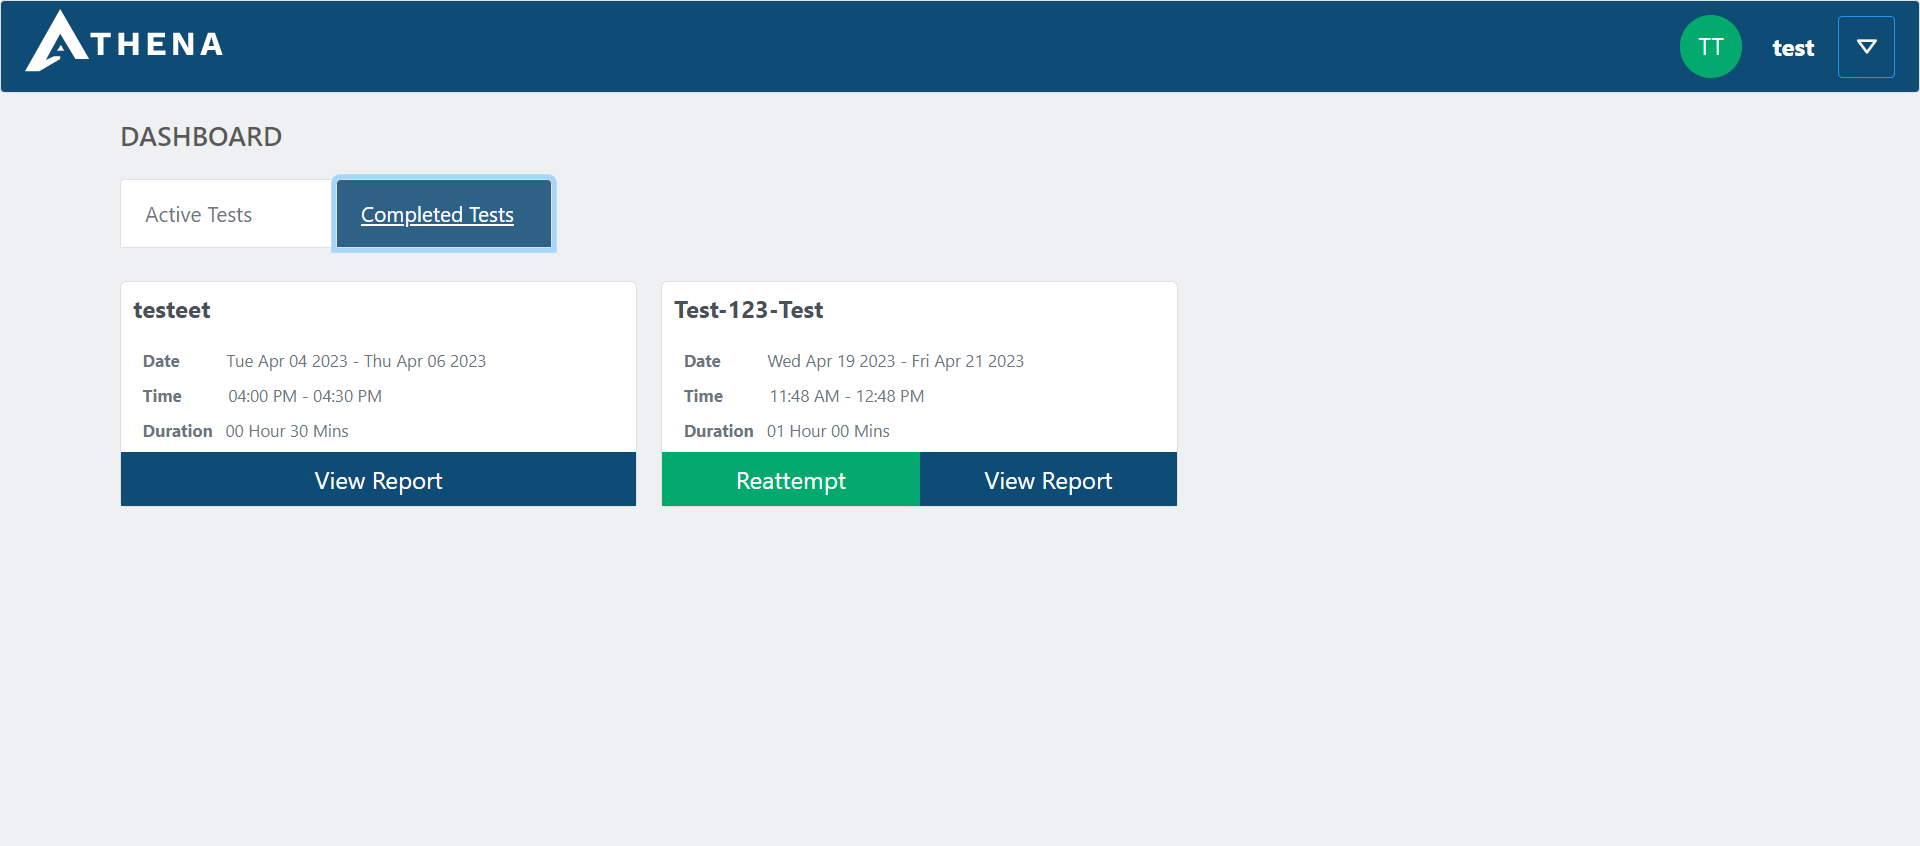 ATHENA
TT
test
DASHBOARD
Active Tests
Completed Tests
testeet
Date Tue Apr 04 2023 - Thu Apr 06 2023
Time 04:00 PM - 04:30 PM
Duration 00 Hour 30 Mins
View Report
Test-123-Test
Date Wed Apr 19 2023 - Fri Apr 21 2023
Time 11:48 AM - 12:48 PM
Duration 01 Hour 00 Mins
Reattempt
View Report